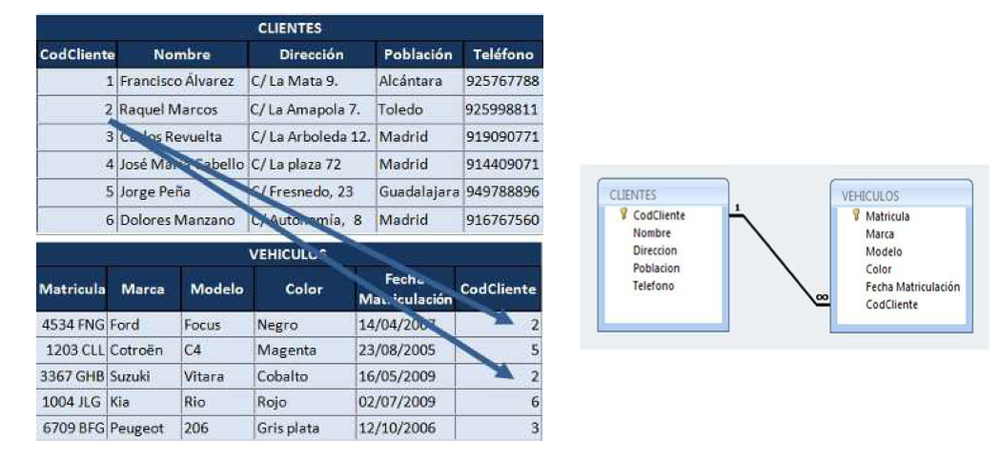 CLIENTES
CodCliente Nombre Dirección Población Teléfono
1 Francisco Álvarez C/ La Mata 9. Alcántara 925767788
2 Raquel Marcos C/ La Amapola 7. Toledo 925998811
3 Carlos Revuelta C/ La Arboleda 12. Madrid 919090771
4 José María Cabello C/ La plaza 72 Madrid 914409071
5 Jorge Peña C/ Fresnedo, 23 Guadalajara 949788896
6 Dolores Manzano C/ Autonomía, 8 Madrid 916767560
VEHICULOS
Matricula Marca Modelo Color Fecha Matriculación CodCliente
4534 FNG Ford Focus Negro 14/04/2007 2
1203 CLL Cotroën C4 Magenta 23/08/2005 5
3367 GHB Suzuki Vitara Cobalto 16/05/2009 2
1004 JLG Kia Rio Rojo 02/07/2009 6
6709 BFG Peugeot 206 Gris plata 12/10/2006 3
CLIENTES
CodCliente
Nombre
Direccion
Poblacion
Telefono
1
∞
VEHICULOS
Matricula
Marca
Modelo
Color
Fecha Matriculación
CodCliente